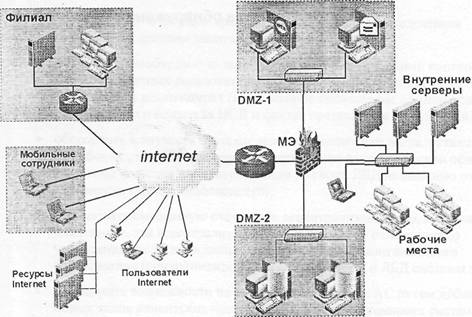 Филиал
DMZ-1
Внутренние
серверы
Мобильные
сотрудники
internet
МЭ
DMZ-2
Рабочие
места
Ресурсы
Internet
Пользователи
Internet